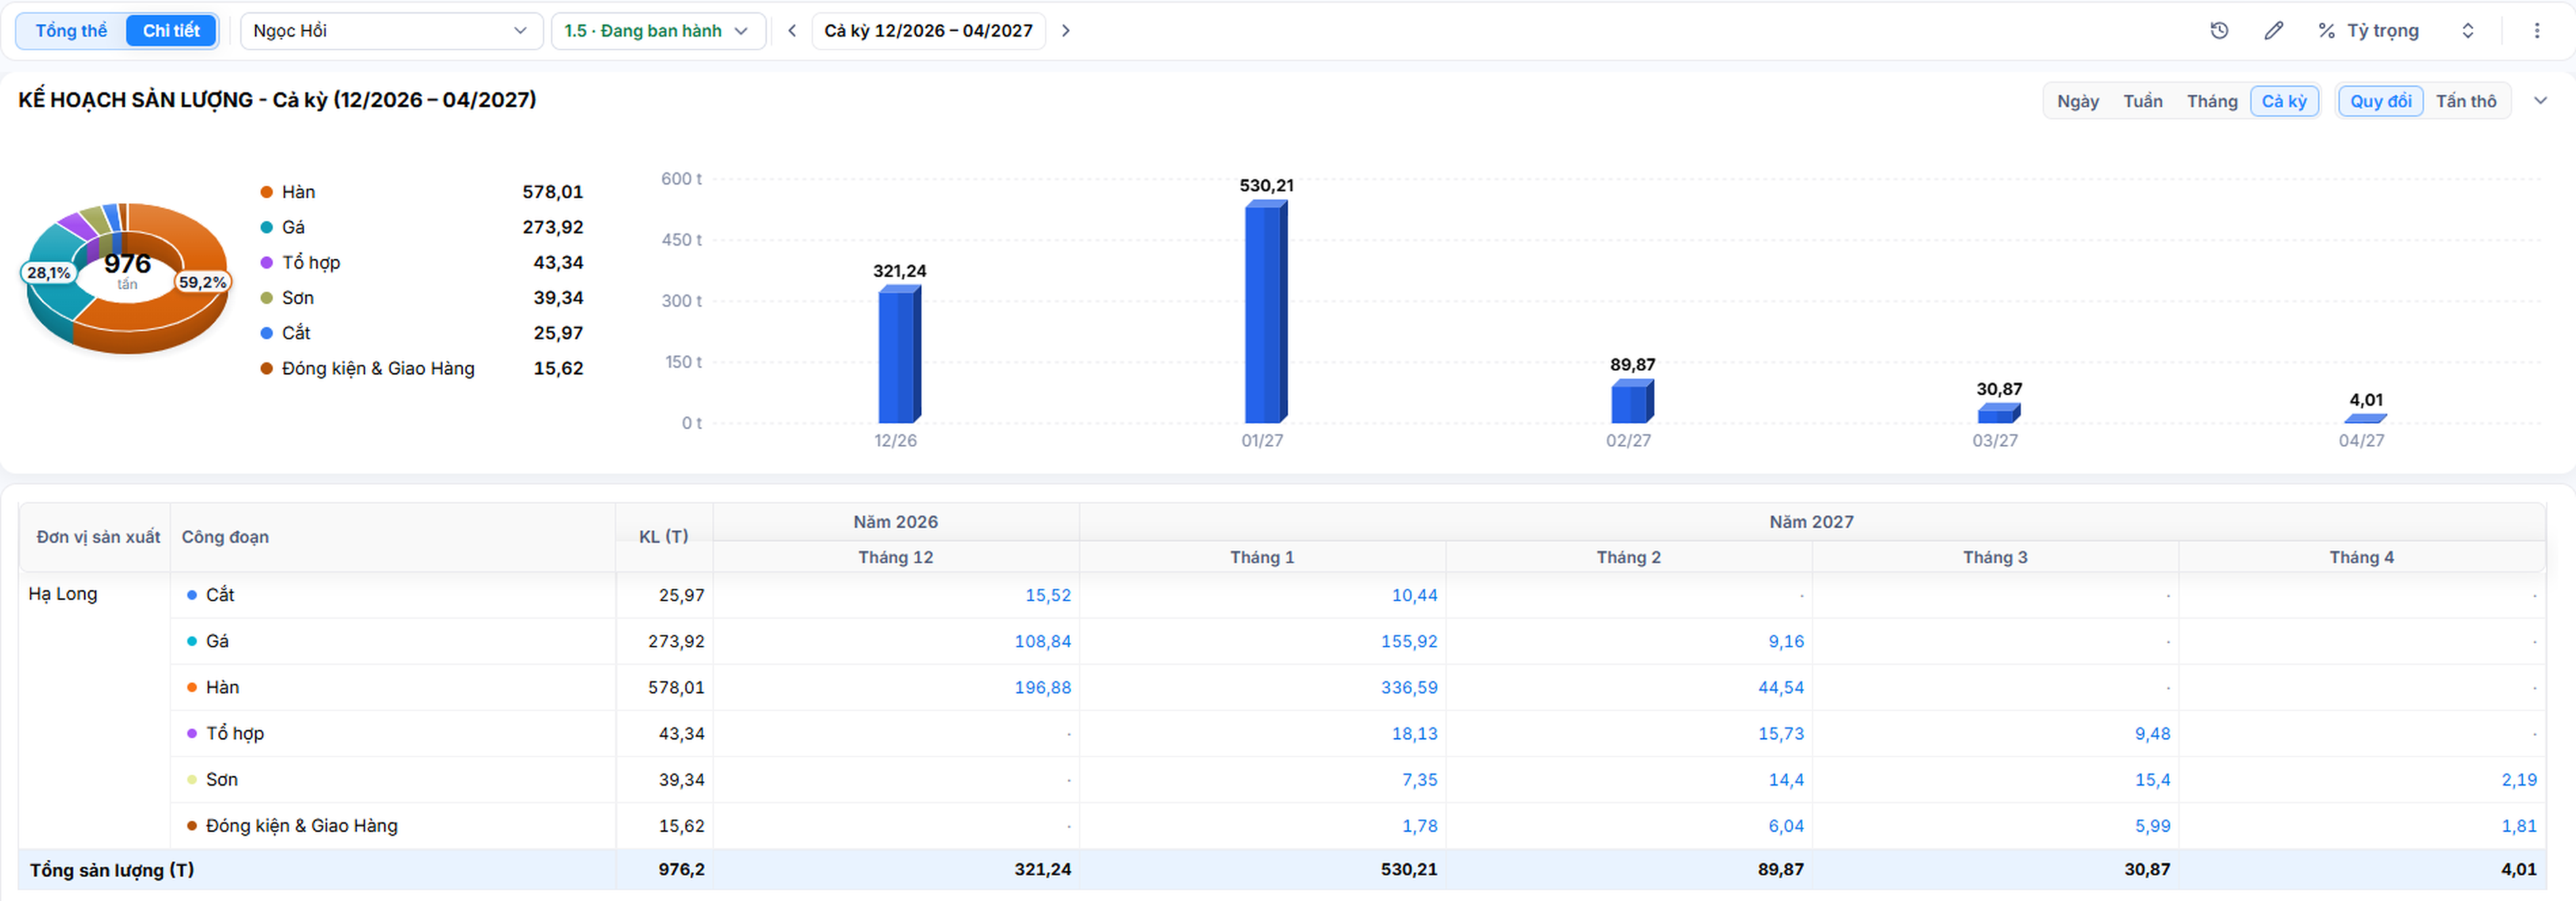 Tổng thể Chi tiết Ngọc Hồi 1.5 · Đang ban hành Cả kỳ 12/2026 – 04/2027 Tỷ trọng
KẾ HOẠCH SẢN LƯỢNG - Cả kỳ (12/2026 – 04/2027) Ngày Tuần Tháng Cả kỳ Quy đổi Tấn thô
976
tấn
28,1%
59,2%
Hàn 578,01
Gá 273,92
Tổ hợp 43,34
Sơn 39,34
Cắt 25,97
Đóng kiện & Giao Hàng 15,62
600 t
450 t
300 t
150 t
0 t
321,24 530,21 89,87 30,87 4,01
12/26 01/27 02/27 03/27 04/27
Đơn vị sản xuất Công đoạn KL (T) Năm 2026 Năm 2027
Tháng 12 Tháng 1 Tháng 2 Tháng 3 Tháng 4
Hạ Long Cắt 25,97 15,52 10,44 · · ·
Gá 273,92 108,84 155,92 9,16 · ·
Hàn 578,01 196,88 336,59 44,54 · ·
Tổ hợp 43,34 · 18,13 15,73 9,48 ·
Sơn 39,34 · 7,35 14,4 15,4 2,19
Đóng kiện & Giao Hàng 15,62 · 1,78 6,04 5,99 1,81
Tổng sản lượng (T) 976,2 321,24 530,21 89,87 30,87 4,01